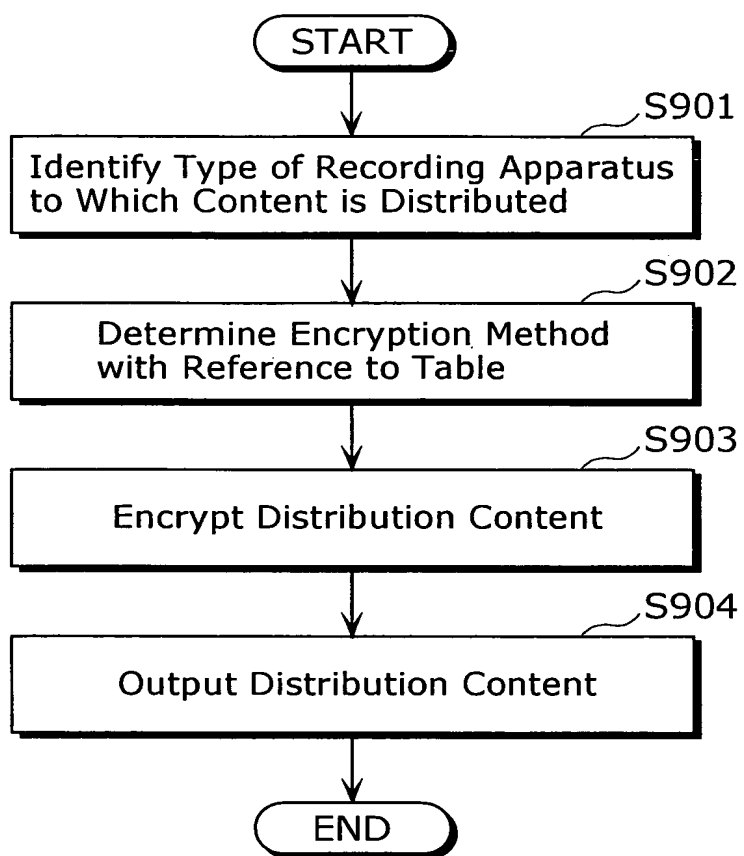 START
S901
Identify Type of Recording Apparatus
to Which Content is Distributed
S902
Determine Encryption Method
with Reference to Table
S903
Encrypt Distribution Content
S904
Output Distribution Content
END